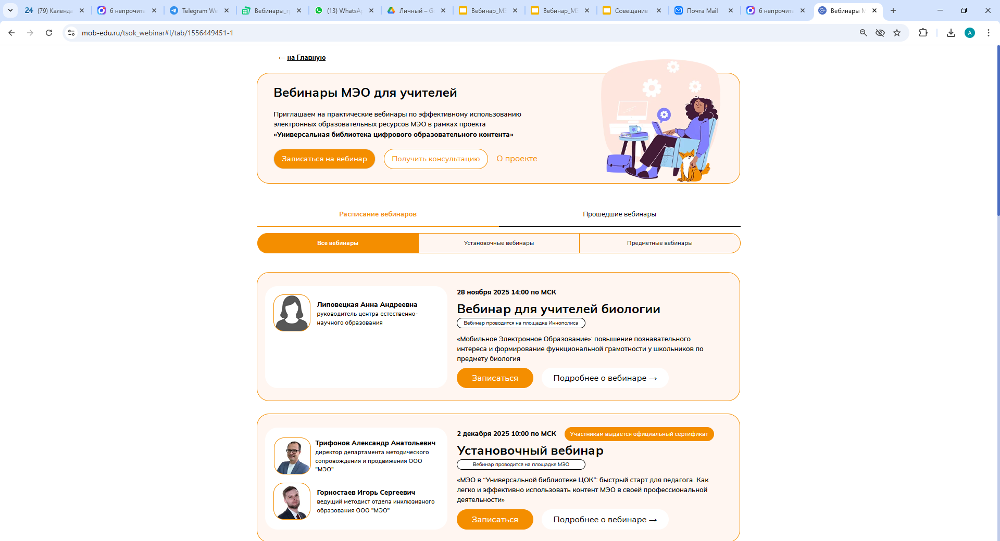 24 (79) Календа
6 непрочита
Telegram We
Вебинары_г
(13) WhatsA
Личный – G
Вебинар_МЭ
Вебинар_МЭ
Совещание
Почта Mail
6 непрочита
Вебинары М
mob-edu.ru/tsok_webinar#!/tab/1556449451-1
А
← на Главную
Вебинары МЭО для учителей
Приглашаем на практические вебинары по эффективному использованию
электронных образовательных ресурсов МЭО в рамках проекта
«Универсальная библиотека цифрового образовательного контента»
Записаться на вебинар
Получить консультацию
О проекте
Расписание вебинаров
Прошедшие вебинары
Все вебинары
Установочные вебинары
Предметные вебинары
Липовецкая Анна Андреевна
руководитель центра естественно-
научного образования
28 ноября 2025 14:00 по МСК
Вебинар для учителей биологии
Вебинар проводится на площадке Иннополиса
«Мобильное Электронное Образование»: повышение познавательного
интереса и формирование функциональной грамотности у школьников по
предмету биология
Записаться
Подробнее о вебинаре →
Трифонов Александр Анатольевич
директор департамента методического
сопровождения и продвижения ООО
"МЭО"
Горностаев Игорь Сергеевич
ведущий методист отдела инклюзивного
образования ООО "МЭО"
2 декабря 2025 10:00 по МСК
Участникам выдается официальный сертификат
Установочный вебинар
Вебинар проводится на площадке МЭО
«МЭО в “Универсальной библиотеке ЦОК”: быстрый старт для педагога. Как
легко и эффективно использовать контент МЭО в своей профессиональной
деятельности»
Записаться
Подробнее о вебинаре →